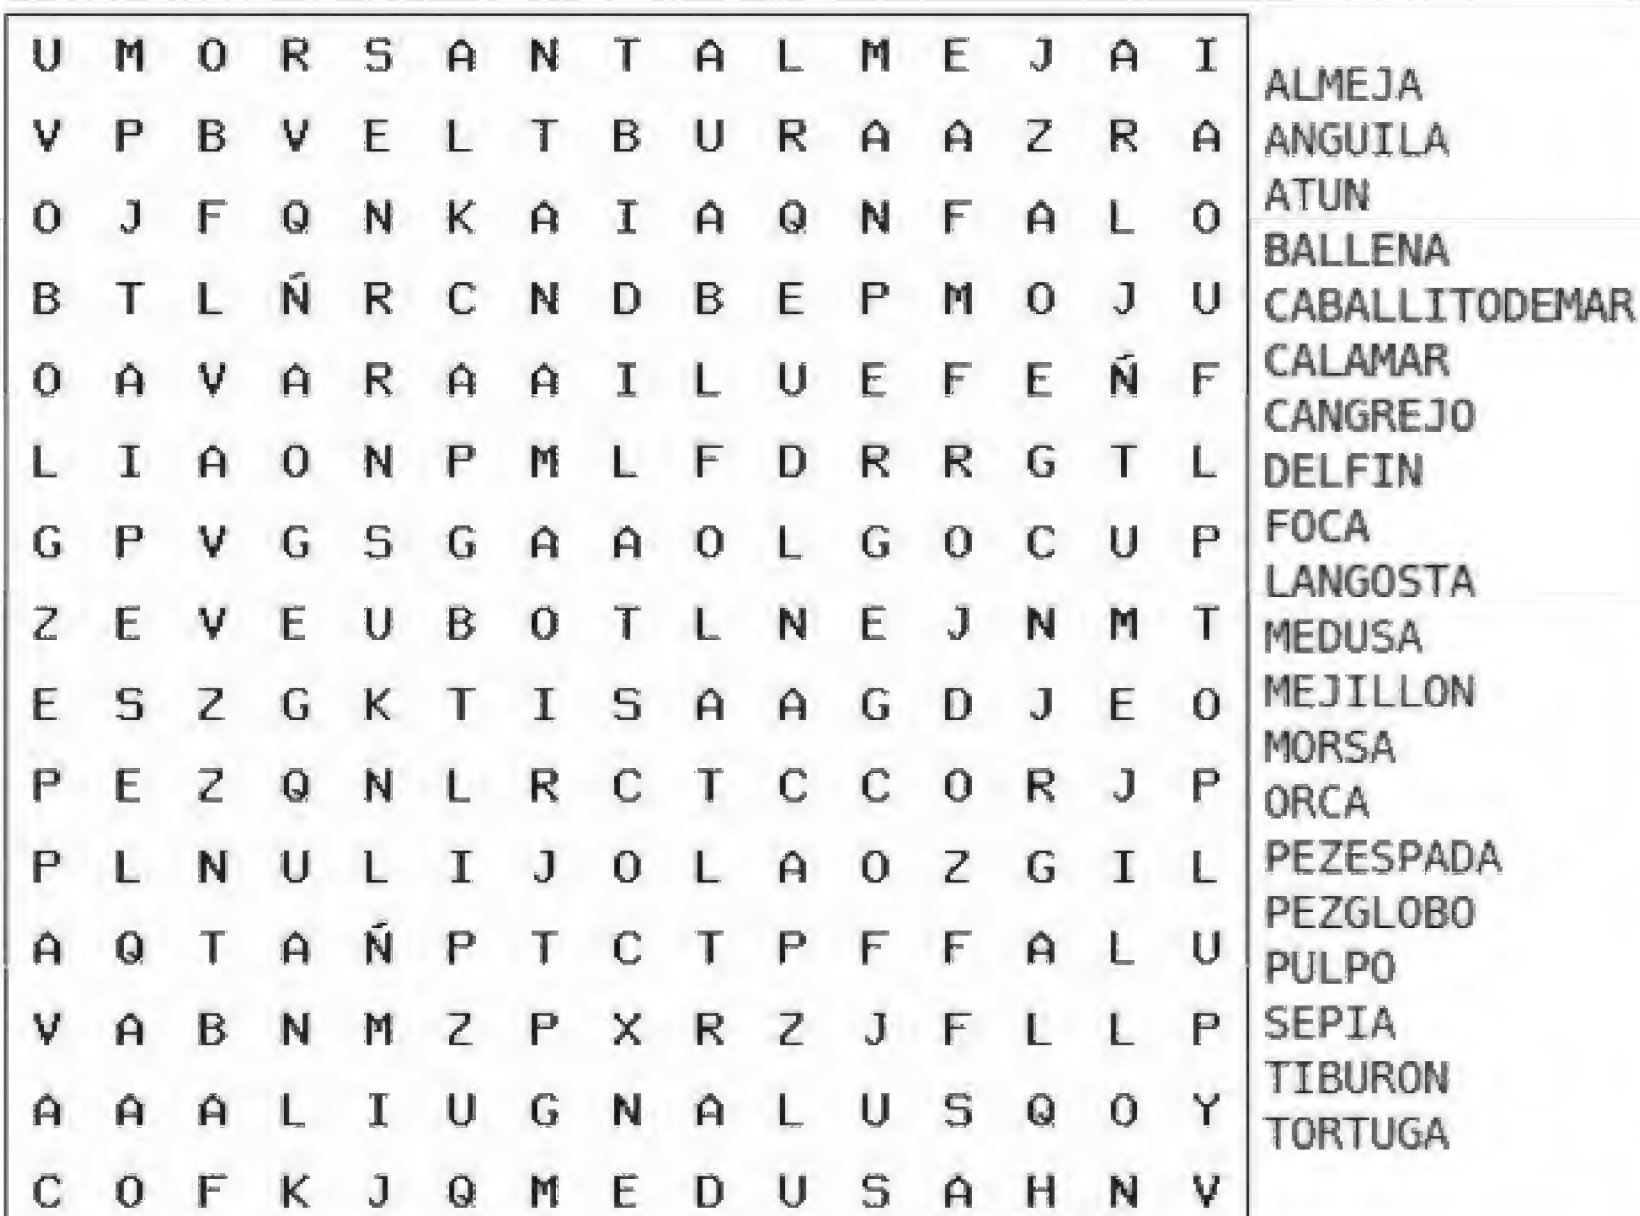 U M O R S A N T A L M E J A I
V P B V E L T B U R A A Z R A
O J F Q N K A I A Q N F A L O
B T L Ñ R C N D B E P M O J U
O A V A R A A I L U E F E Ñ F
L I A O N P M L F D R R G T L
G P V G S G A A O L G O C U P
Z E V E U B O T L N E J N M T
E S Z G K T I S A A G D J E O
P E Z Q N L R C T C C O R J P
P L N U L I J O L A O Z G I L
A Q T A Ñ P T C T P F F A L U
V A B N M Z P X R Z J F L L P
A A A L I U G N A L U S Q O Y
C O F K J Q M E D U S A H N V
ALMEJA
ANGUILA
ATUN
BALLENA
CABALLITODEMAR
CALAMAR
CANGREJO
DELFIN
FOCA
LANGOSTA
MEDUSA
MEJILLON
MORSA
ORCA
PEZESPADA
PEZGLOBO
PULPO
SEPIA
TIBURON
TORTUGA